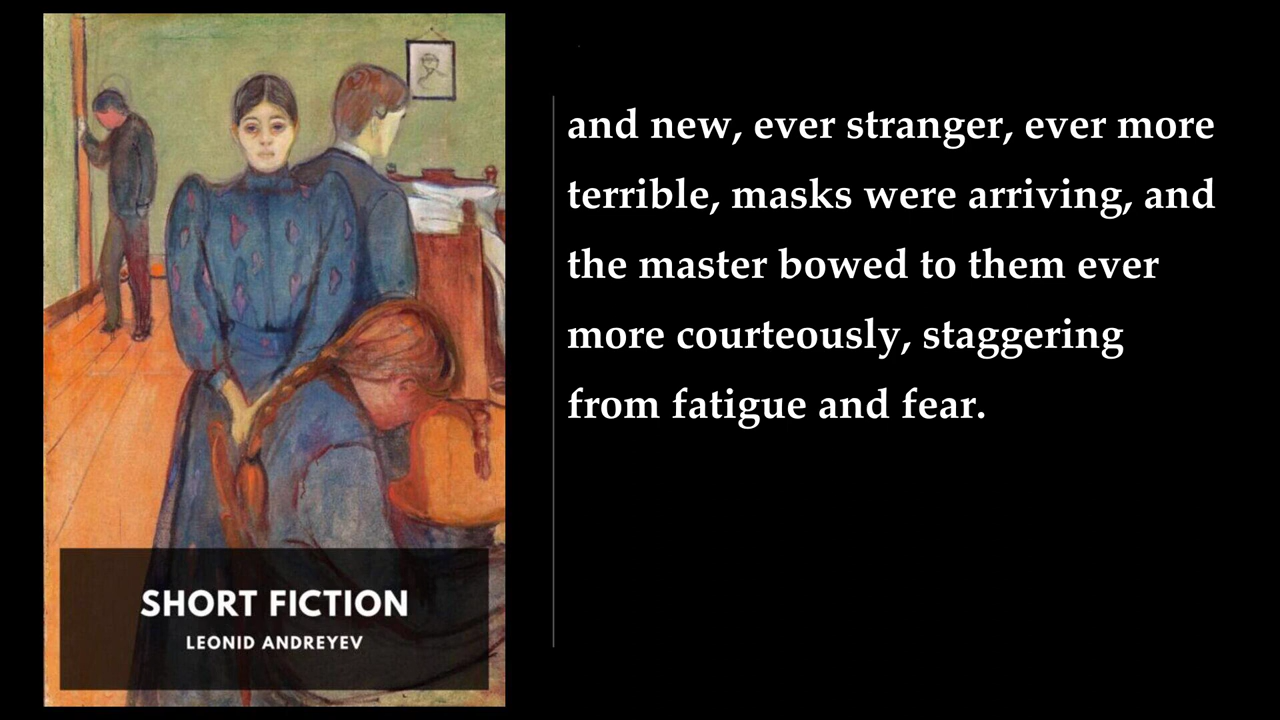 and new, ever stranger, ever more
terrible, masks were arriving, and
the master bowed to them ever
more courteously, staggering
from fatigue and fear.
SHORT FICTION
LEONID ANDREYEV